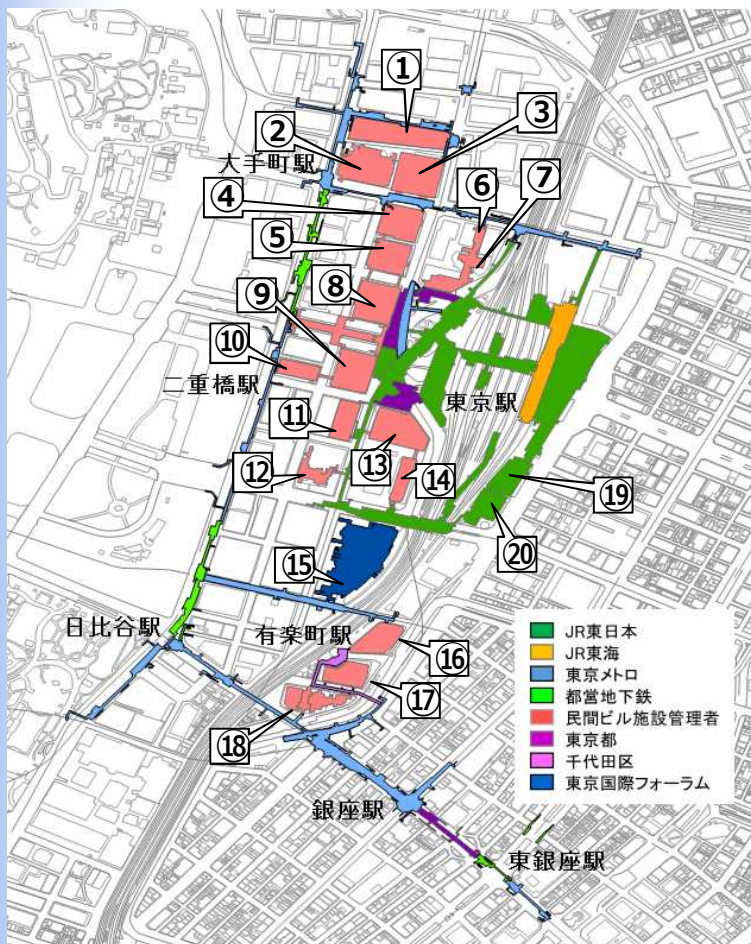 ①
②
③
大手町駅
④
⑥
⑦
⑤
⑧
⑨
⑩
二重橋駅
東京駅
⑪
⑫
⑬
⑭
⑲
⑳
⑮
日比谷駅
有楽町駅
⑯
⑰
⑱
JR東日本
JR東海
東京メトロ
都営地下鉄
民間ビル施設管理者
東京都
千代田区
東京国際フォーラム
銀座駅
東銀座駅